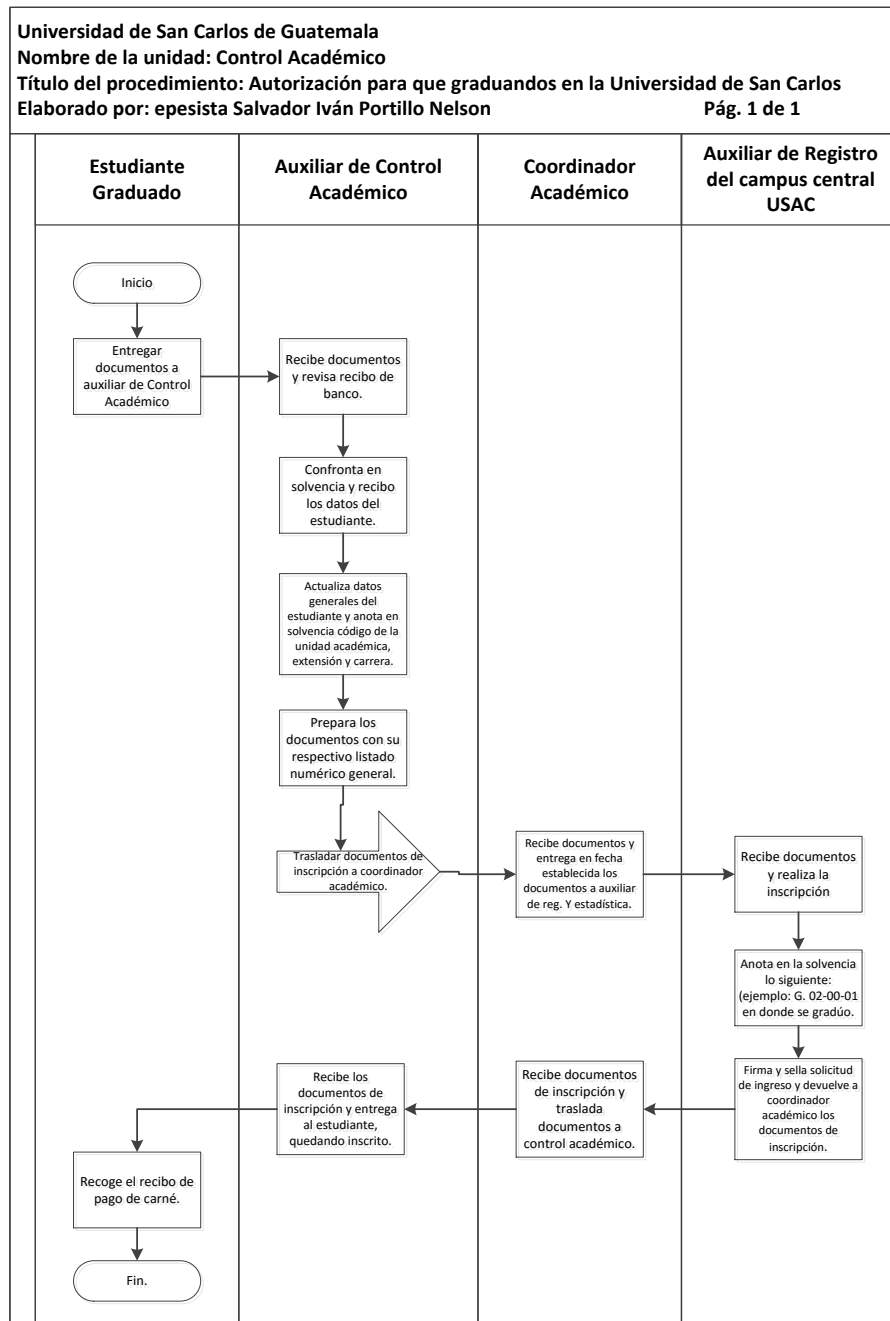 Universidad de San Carlos de Guatemala
Nombre de la unidad: Control Académico
Título del procedimiento: Autorización para que graduandos en la Universidad de San Carlos
Elaborado por: epesista Salvador Iván Portillo Nelson Pág. 1 de 1
Estudiante
Graduado
Auxiliar de Control
Académico
Coordinador
Académico
Auxiliar de Registro
del campus central
USAC
Inicio
Entregar
documentos a
auxiliar de Control
Académico
Recibe documentos
y revisa recibo de
banco.
Confronta en
solvencia y recibo
los datos del
estudiante.
Actualiza datos
generales del
estudiante y anota en
solvencia código de la
unidad académica,
extensión y carrera.
Prepara los
documentos con su
respectivo listado
numérico general.
Trasladar documentos de
inscripción a coordinador
académico.
Recibe documentos y
entrega en fecha
establecida los
documentos a auxiliar
de reg. Y estadística.
Recibe documentos
y realiza la
inscripción
Anota en la solvencia
lo siguiente:
(ejemplo: G. 02-00-01
en donde se gradúo.
Firma y sella solicitud
de ingreso y devuelve a
coordinador
académico los
documentos de
inscripción.
Recibe documentos
de inscripción y
traslada
documentos a
control académico.
Recibe los
documentos de
inscripción y entrega
al estudiante,
quedando inscrito.
Recoge el recibo de
pago de carné.
Fin.